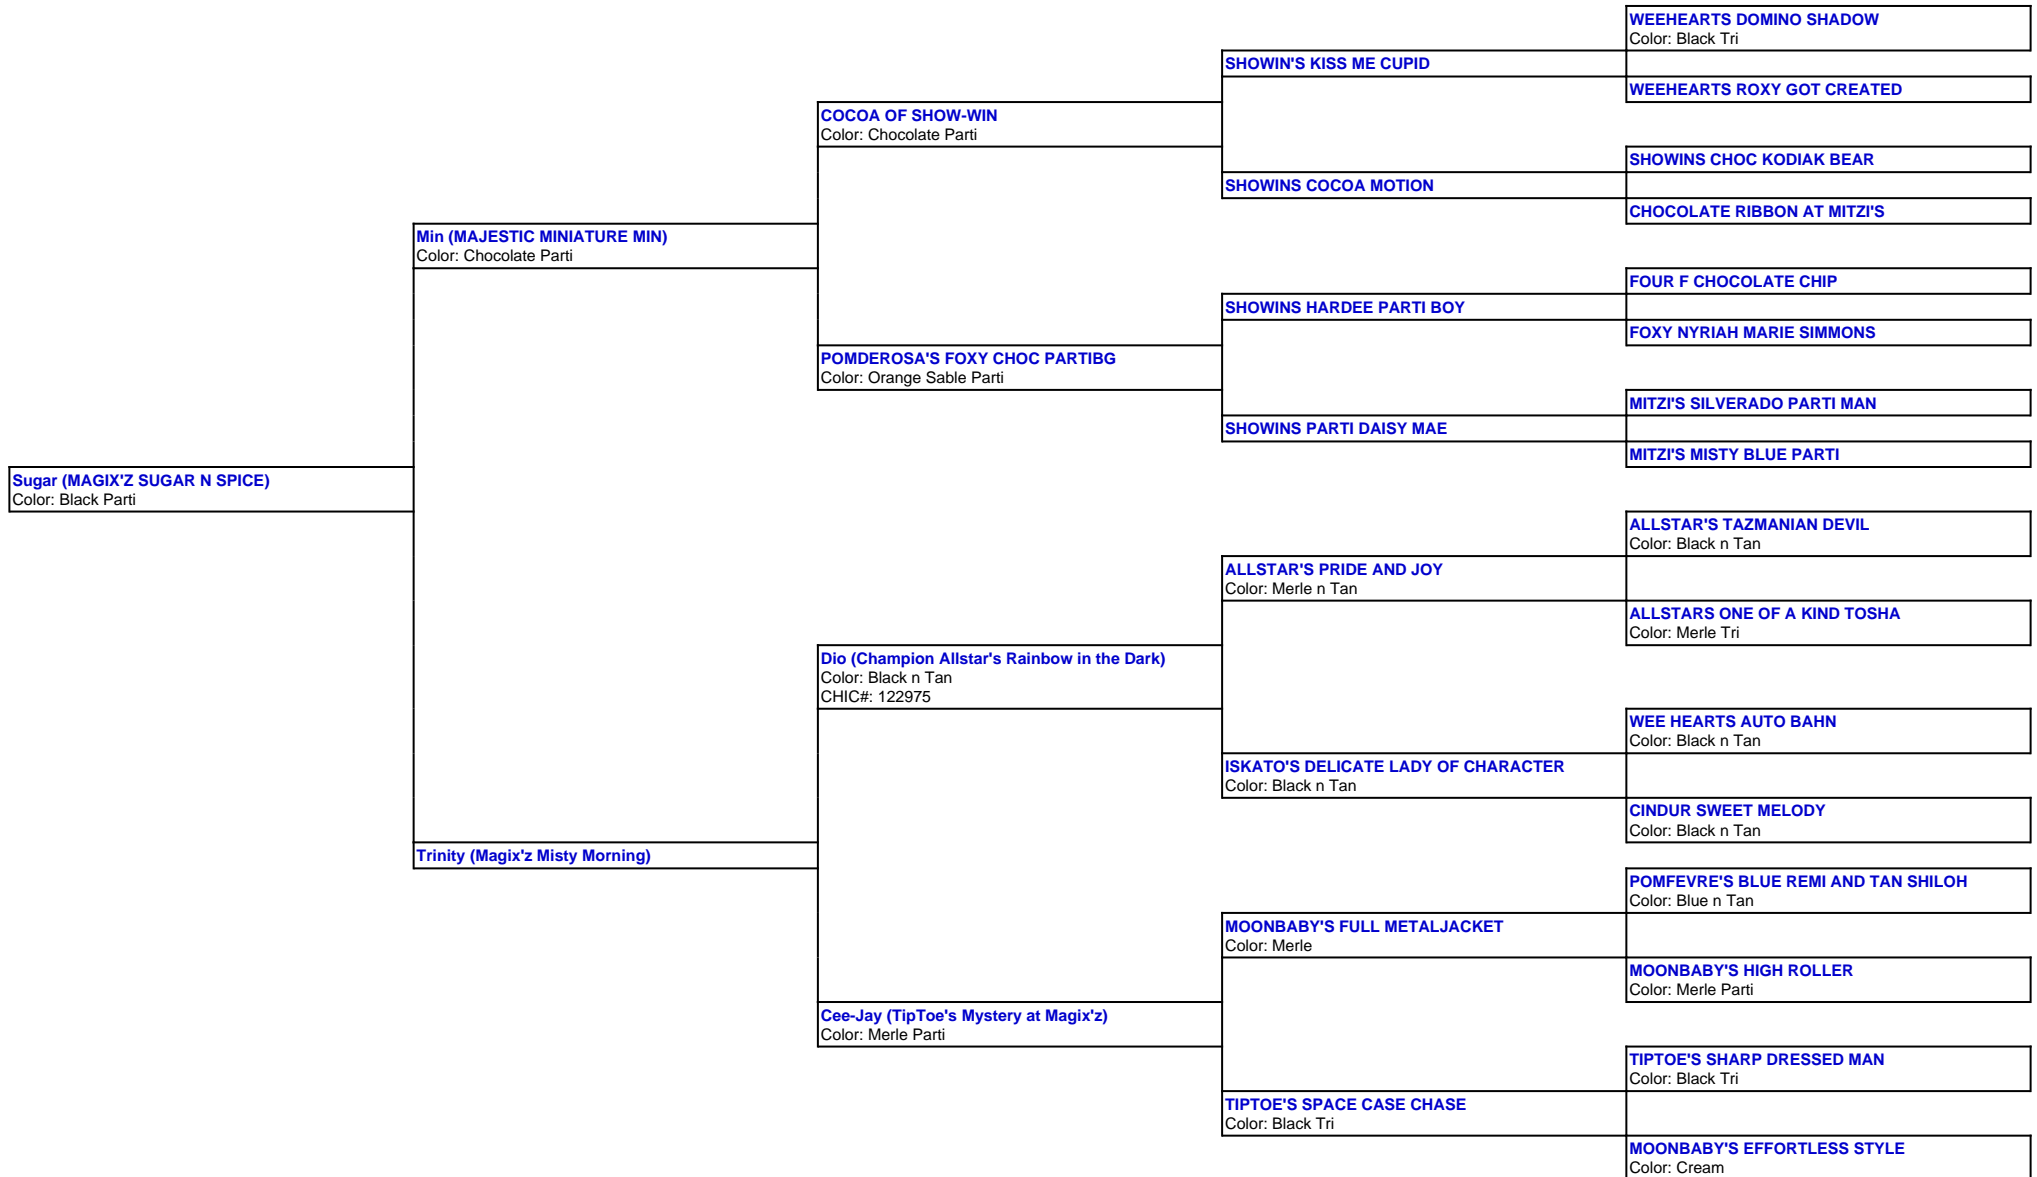 WEEHEARTS DOMINO SHADOW
Color: Black Tri
SHOWIN'S KISS ME CUPID
WEEHEARTS ROXY GOT CREATED
COCOA OF SHOW-WIN
Color: Chocolate Parti
SHOWINS CHOC KODIAK BEAR
SHOWINS COCOA MOTION
CHOCOLATE RIBBON AT MITZI'S
Min (MAJESTIC MINIATURE MIN)
Color: Chocolate Parti
FOUR F CHOCOLATE CHIP
SHOWINS HARDEE PARTI BOY
FOXY NYRIAH MARIE SIMMONS
POMDEROSA'S FOXY CHOC PARTIBG
Color: Orange Sable Parti
MITZI'S SILVERADO PARTI MAN
SHOWINS PARTI DAISY MAE
MITZI'S MISTY BLUE PARTI
Sugar (MAGIX'Z SUGAR N SPICE)
Color: Black Parti
ALLSTAR'S TAZMANIAN DEVIL
Color: Black n Tan
ALLSTAR'S PRIDE AND JOY
Color: Merle n Tan
ALLSTARS ONE OF A KIND TOSHA
Color: Merle Tri
Dio (Champion Allstar's Rainbow in the Dark)
Color: Black n Tan
CHIC#: 122975
WEE HEARTS AUTO BAHN
Color: Black n Tan
ISKATO'S DELICATE LADY OF CHARACTER
Color: Black n Tan
CINDUR SWEET MELODY
Color: Black n Tan
Trinity (Magix'z Misty Morning)
POMFEVRE'S BLUE REMI AND TAN SHILOH
Color: Blue n Tan
MOONBABY'S FULL METALJACKET
Color: Merle
MOONBABY'S HIGH ROLLER
Color: Merle Parti
Cee-Jay (TipToe's Mystery at Magix'z)
Color: Merle Parti
TIPTOE'S SHARP DRESSED MAN
Color: Black Tri
TIPTOE'S SPACE CASE CHASE
Color: Black Tri
MOONBABY'S EFFORTLESS STYLE
Color: Cream